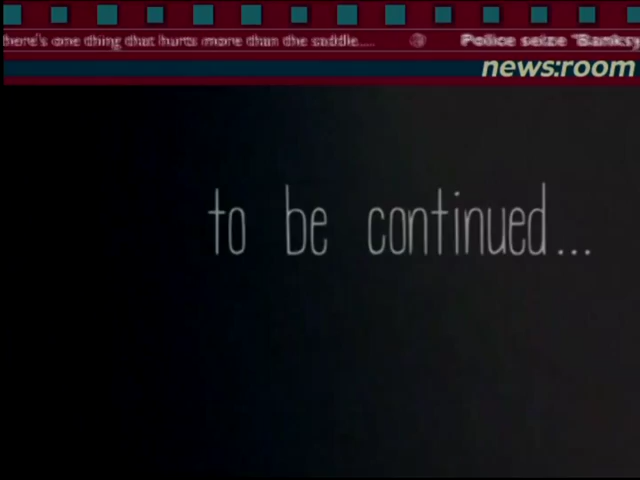 here's one thing that hurts more than the saddle..... Police seize "Banksy
news:room
to be continued...